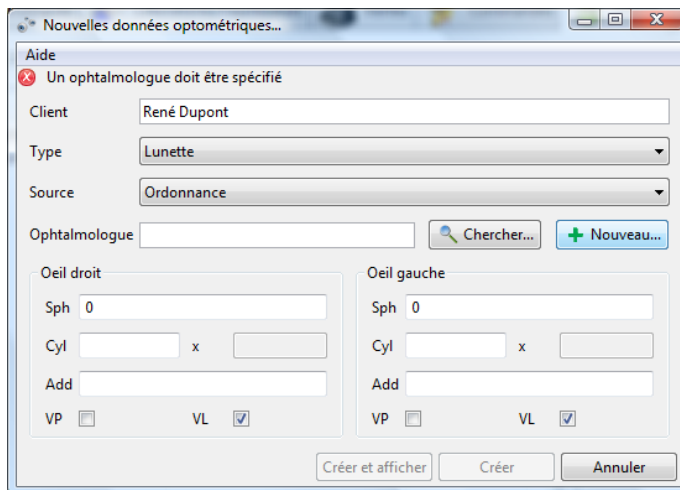 Nouvelles données optométriques...
Aide
Un ophtalmologue doit être spécifié
Client René Dupont
Type Lunette
Source Ordonnance
Ophtalmologue Chercher... Nouveau...
Oeil droit Oeil gauche
Sph 0 Sph 0
Cyl x Cyl x
Add Add
VP VL VP VL
Créer et afficher Créer Annuler